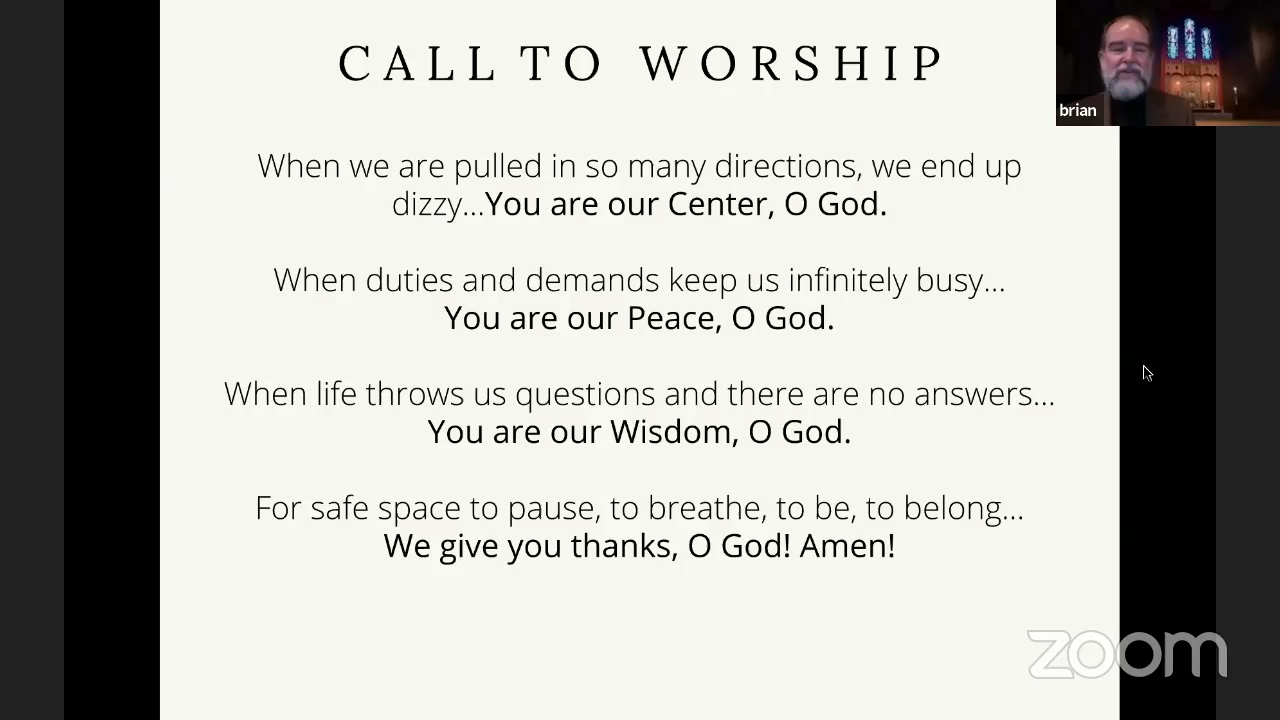 CALL TO WORSHIP
brian
When we are pulled in so many directions, we end up
dizzy...You are our Center, O God.
When duties and demands keep us infinitely busy...
You are our Peace, O God.
When life throws us questions and there are no answers...
You are our Wisdom, O God.
For safe space to pause, to breathe, to be, to belong...
We give you thanks, O God! Amen!
zoom